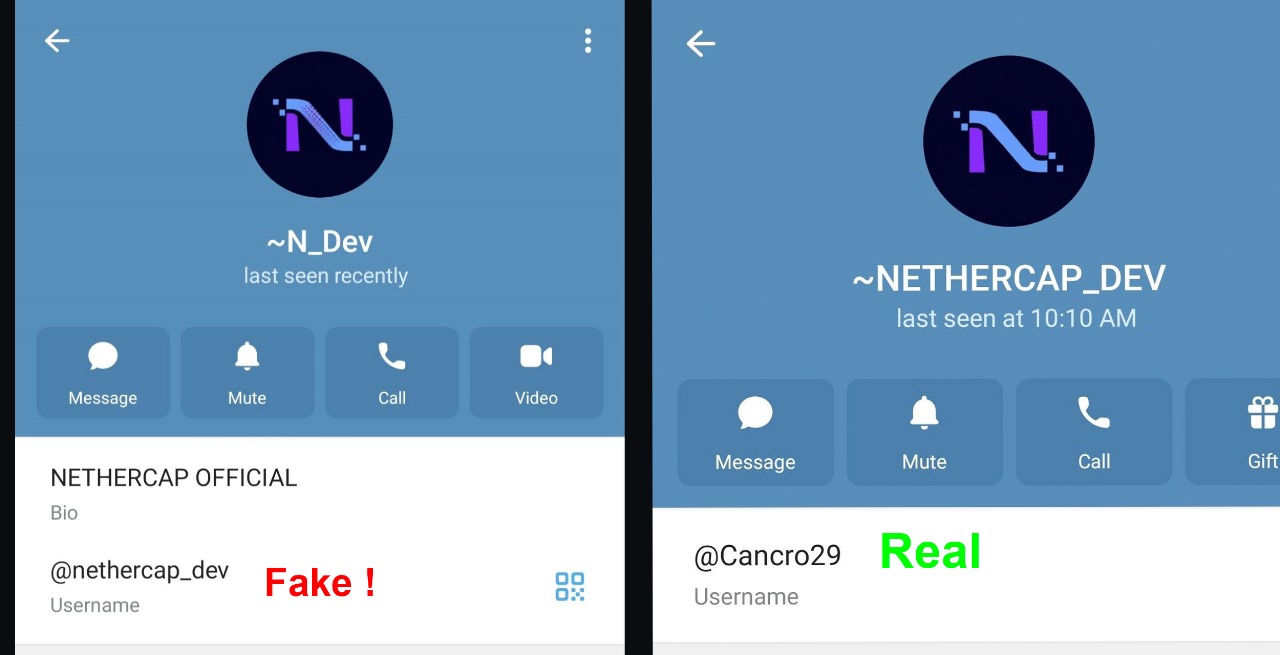 ~N_Dev
last seen recently
Message
Mute
Call
Video
NETHERCAP OFFICIAL
Bio
@nethercap_dev
Fake !
Username
~NETHERCAP_DEV
last seen at 10:10 AM
Message
Mute
Call
Gift
@Cancro29
Real
Username